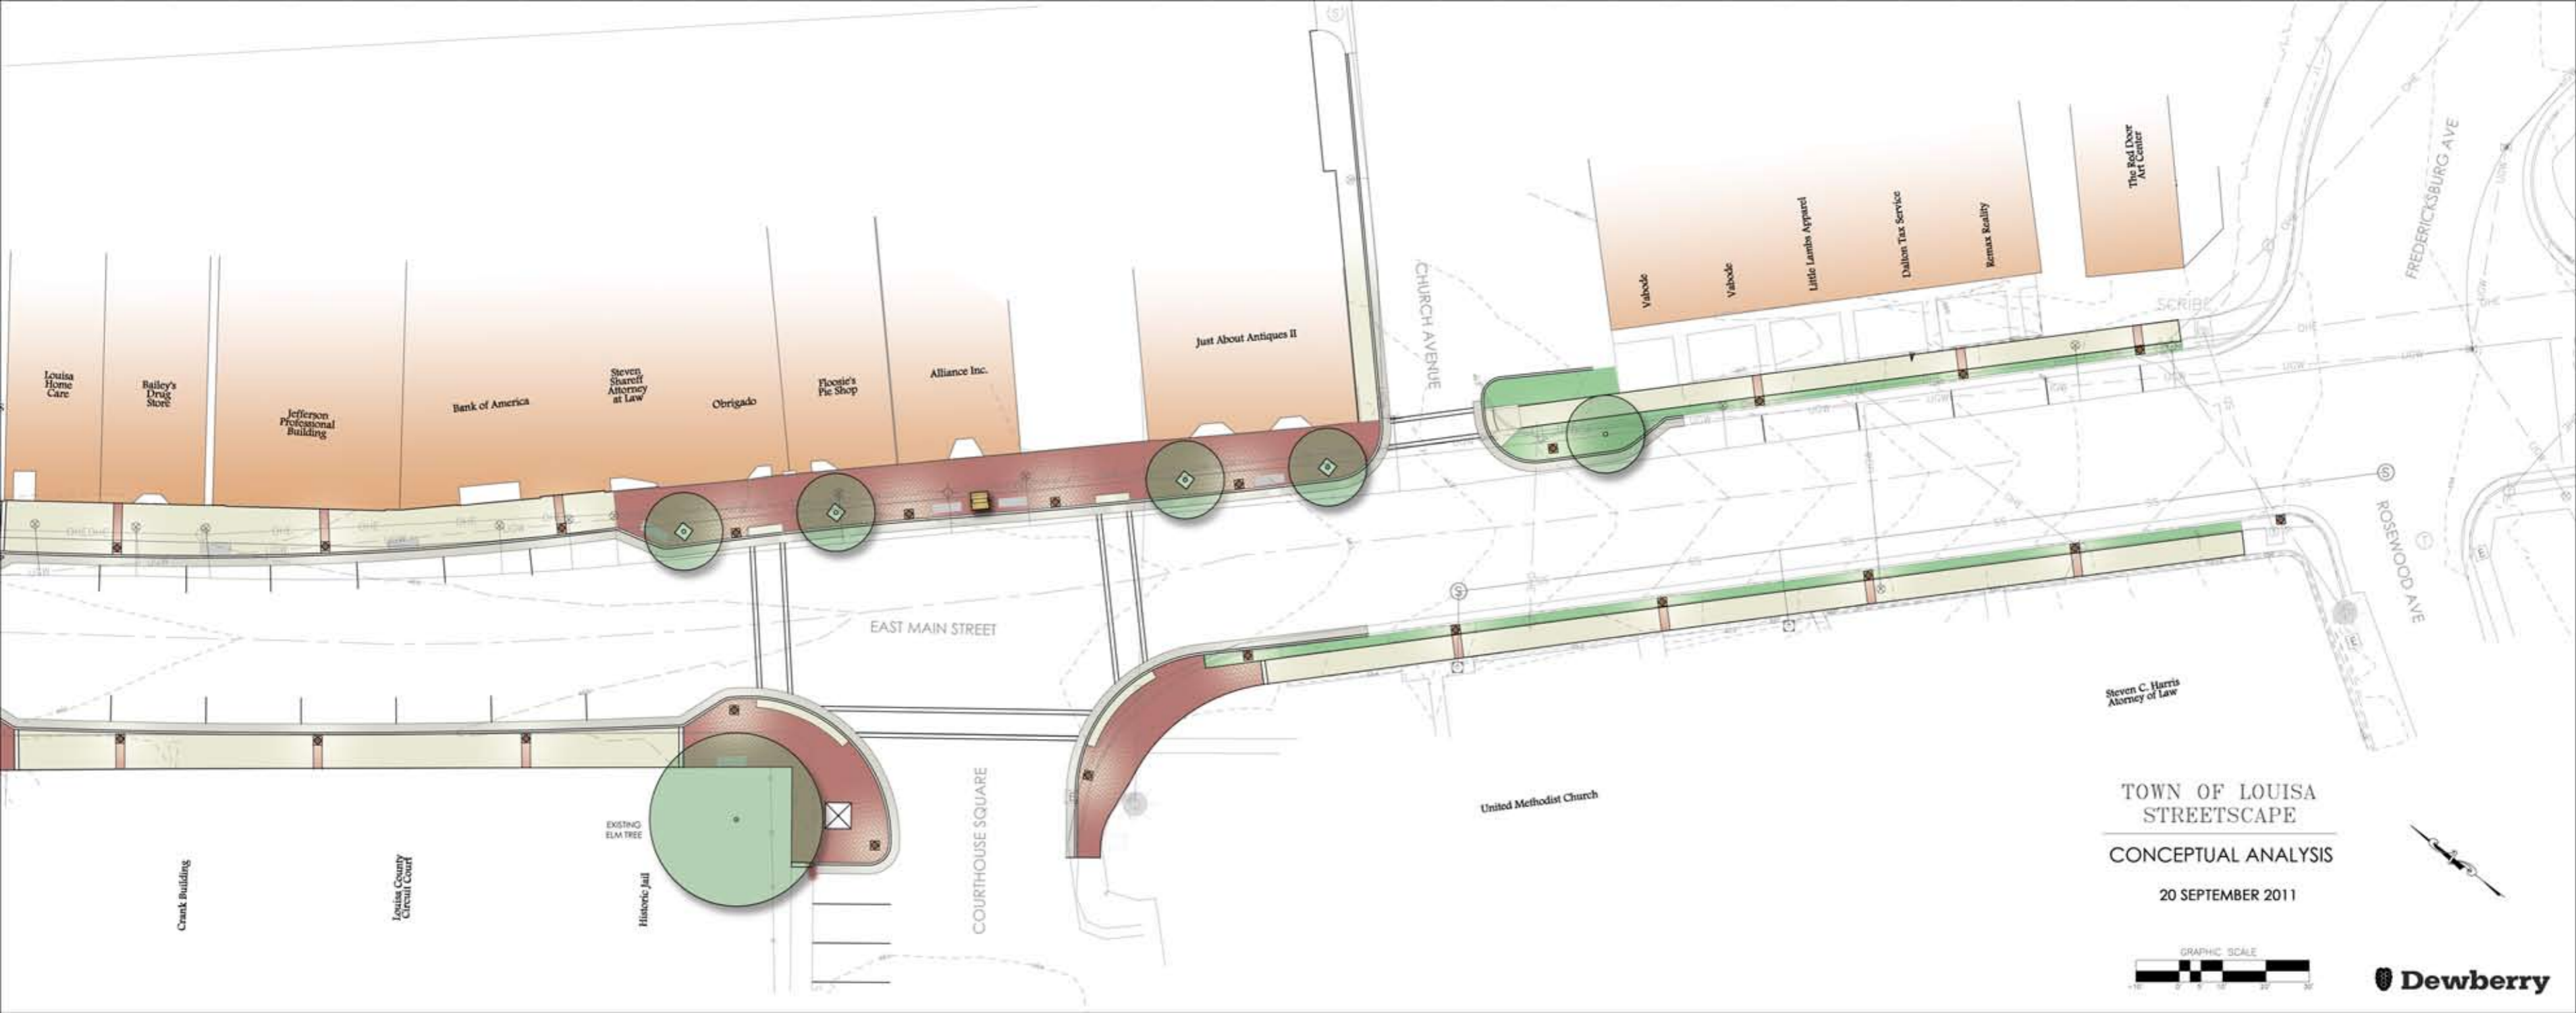 FREDERICKSBURG AVE
The Red Door
Art Center
Vabode
Vabode
Little Lambs Apparel
Dalton Tax Service
Remax Reality
SCRIBE
CHURCH AVENUE
Just About Antiques II
Louisa
Home
Care
Bailey's
Drug
Store
Jefferson
Professional
Building
Bank of America
Steven
Shareff
Attorney
at Law
Obrigado
Floosie's
Pie Shop
Alliance Inc.
EAST MAIN STREET
ROSEWOOD AVE
Steven C. Harris
Atorney of Law
United Methodist Church
COURTHOUSE SQUARE
EXISTING
ELM TREE
Crank Building
Louisa County
Circuit Court
Historic Jail
TOWN OF LOUISA
STREETSCAPE
CONCEPTUAL ANALYSIS
20 SEPTEMBER 2011
GRAPHIC SCALE
Dewberry